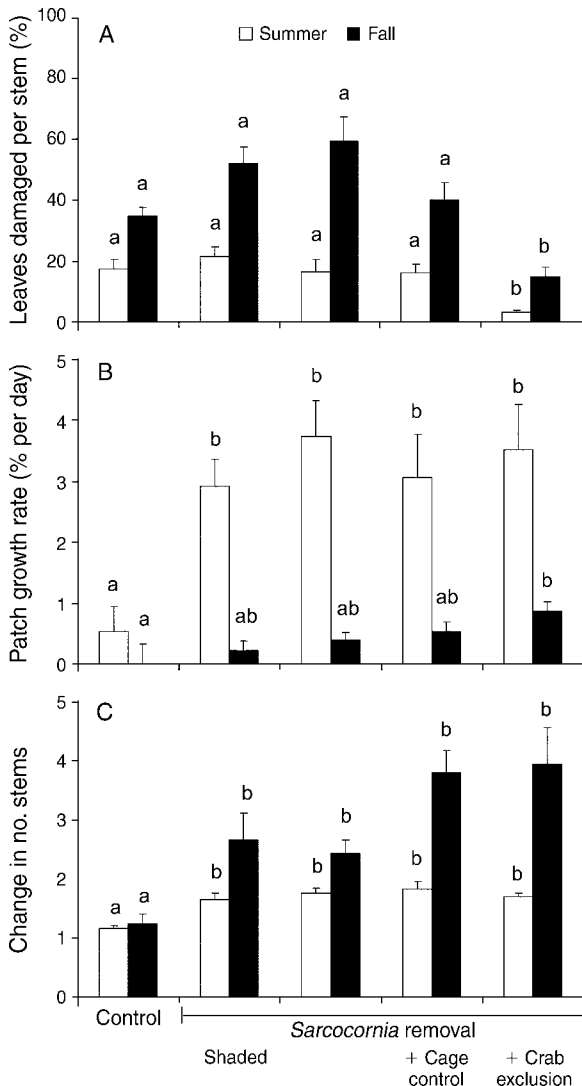 A
Summer Fall
Leaves damaged per stem (%)
100
80
60
40
20
0
a a a a a a a a b b
B
Patch growth rate (% per day)
5
4
3
2
1
0
a a b ab b ab b ab b b
C
Change in no. stems
5
4
3
2
1
0
a a b b b b b b b b
Control
Sarcocornia removal
Shaded + Cage + Crab
control exclusion